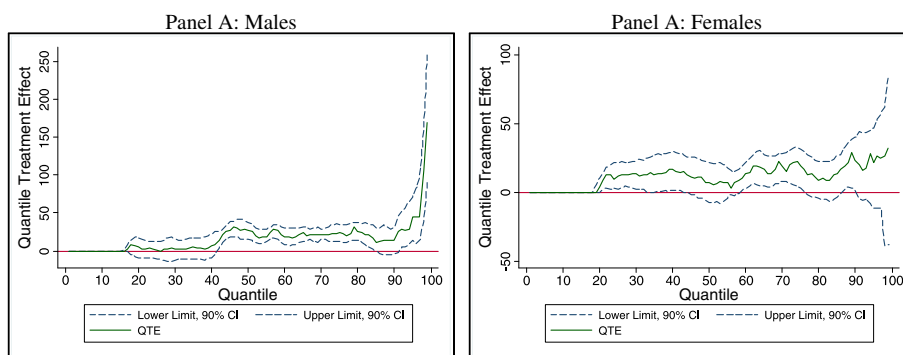 Panel A: Males
Quantile Treatment Effect
250
200
150
100
50
0
0 10 20 30 40 50 60 70 80 90 100
Quantile
Lower Limit, 90% CI Upper Limit, 90% CI
QTE
Panel A: Females
Quantile Treatment Effect
100
50
0
-50
0 10 20 30 40 50 60 70 80 90 100
Quantile
Lower Limit, 90% CI Upper Limit, 90% CI
QTE